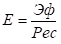 E = Эф / Рес